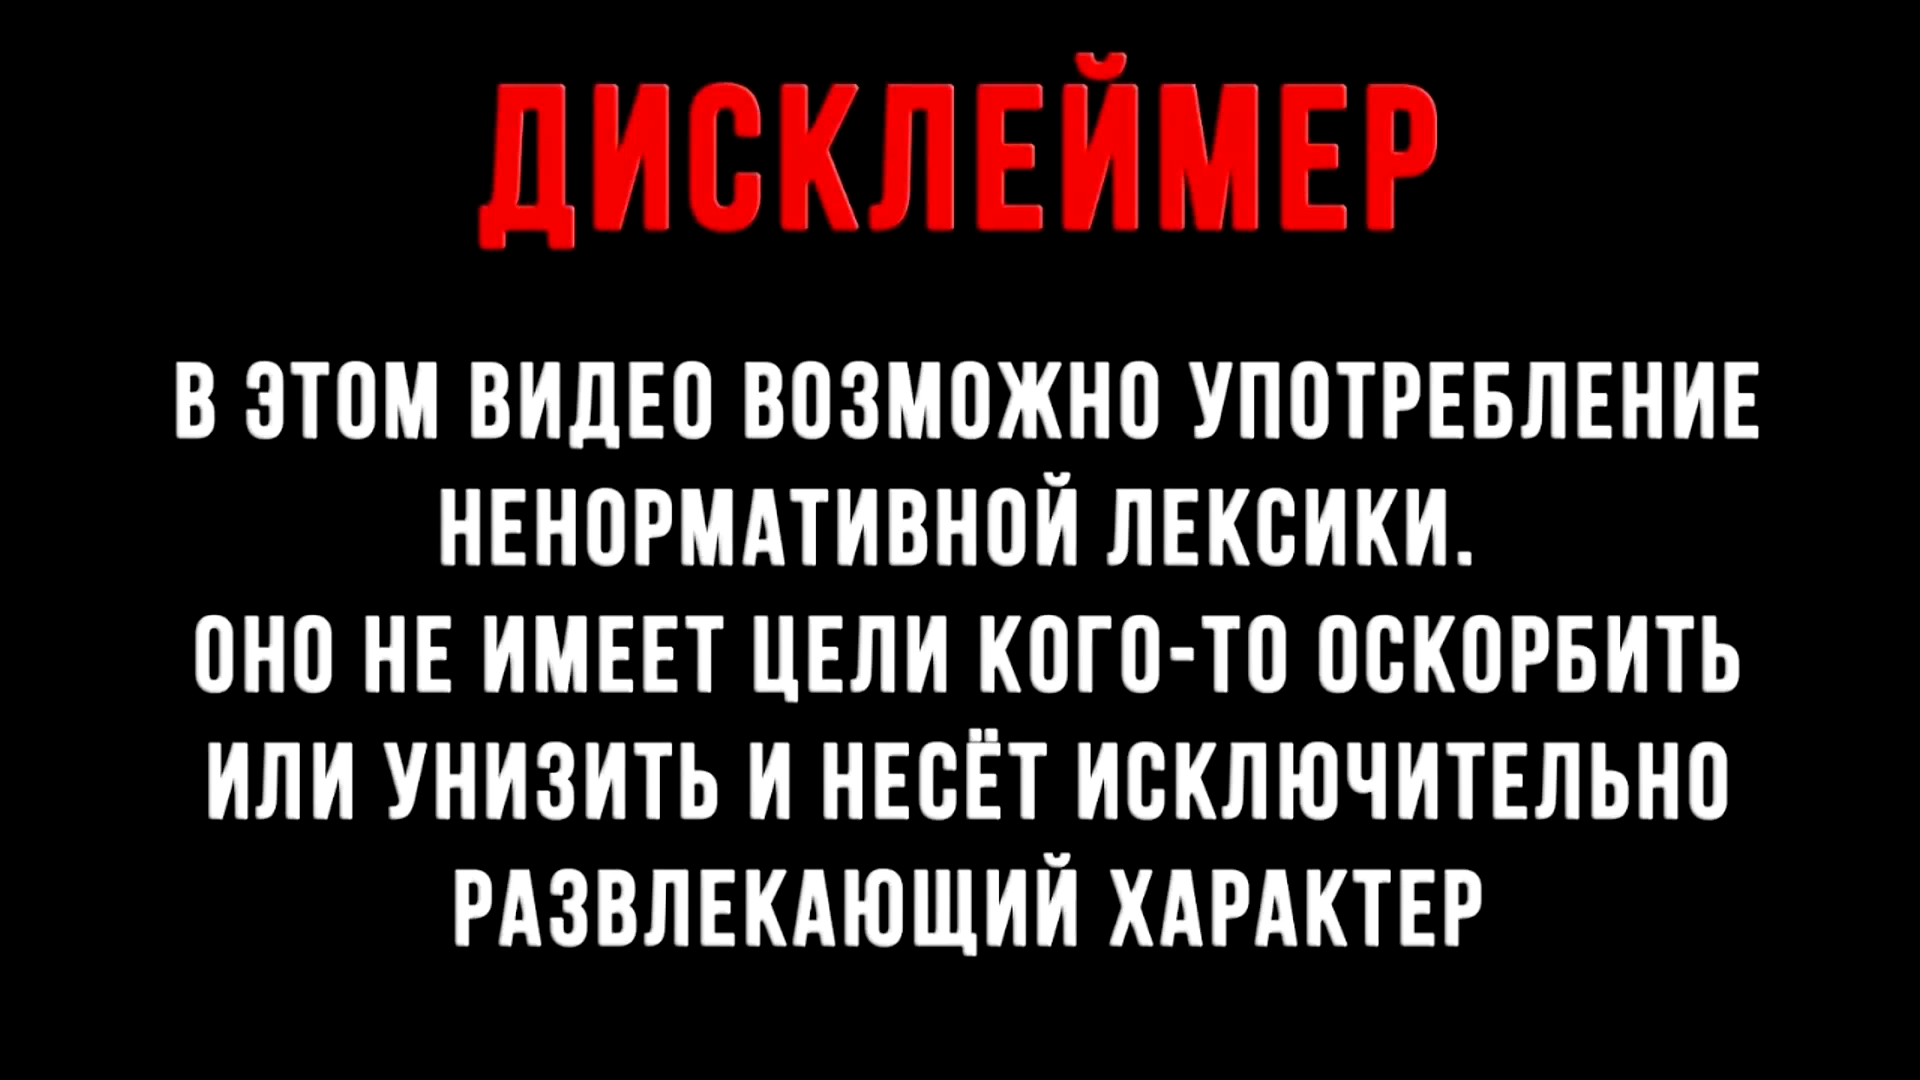 ДИСКЛЕЙМЕР
В ЭТОМ ВИДЕО ВОЗМОЖНО УПОТРЕБЛЕНИЕ
НЕНОРМАТИВНОЙ ЛЕКСИКИ.
ОНО НЕ ИМЕЕТ ЦЕЛИ КОГО-ТО ОСКОРБИТЬ
ИЛИ УНИЗИТЬ И НЕСЁТ ИСКЛЮЧИТЕЛЬНО
РАЗВЛЕКАЮЩИЙ ХАРАКТЕР